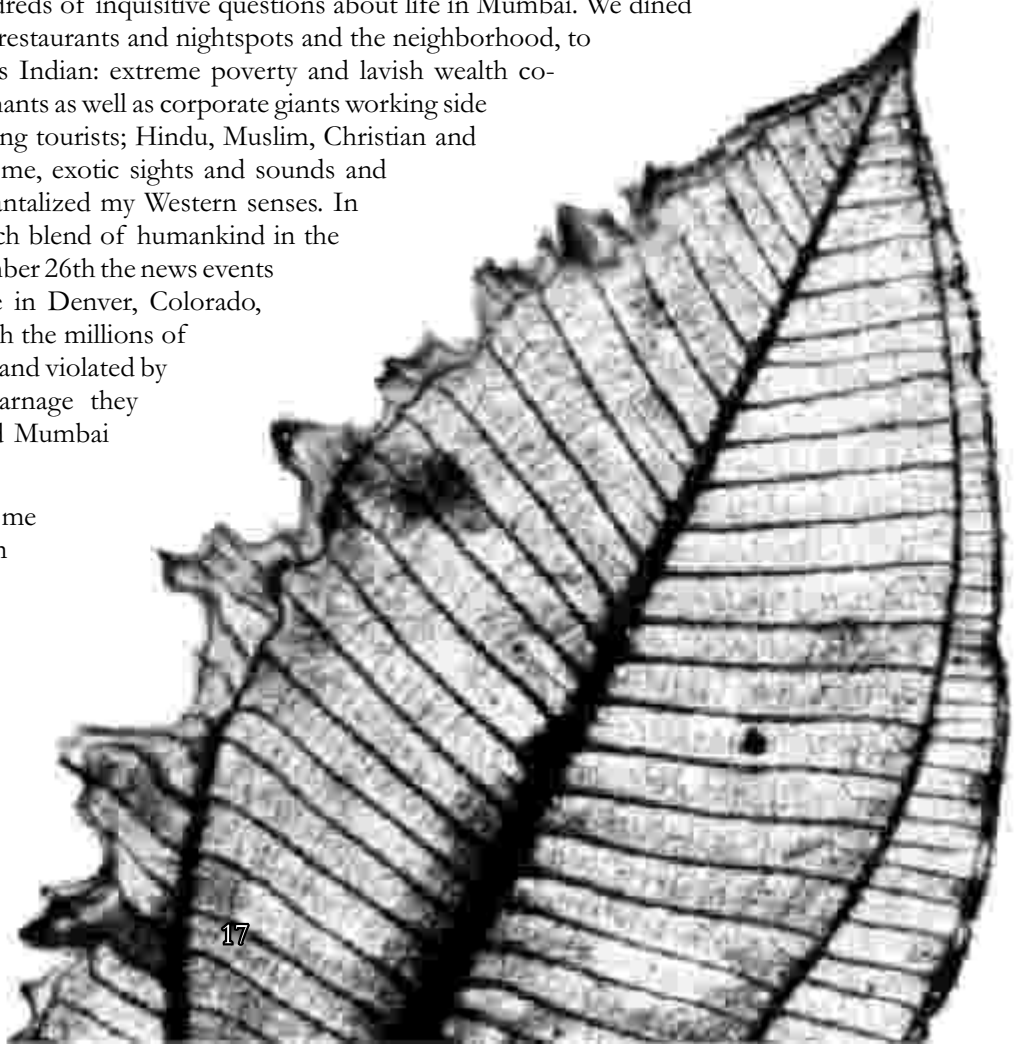 dreds of inquisitive questions about life in Mumbai. We dined
restaurants and nightspots and the neighborhood, to
s Indian: extreme poverty and lavish wealth co-
nants as well as corporate giants working side
ng tourists; Hindu, Muslim, Christian and
me, exotic sights and sounds and
antalized my Western senses. In
ch blend of humankind in the
nber 26th the news events
e in Denver, Colorado,
h the millions of
and violated by
arnage they
d Mumbai
me
n
17